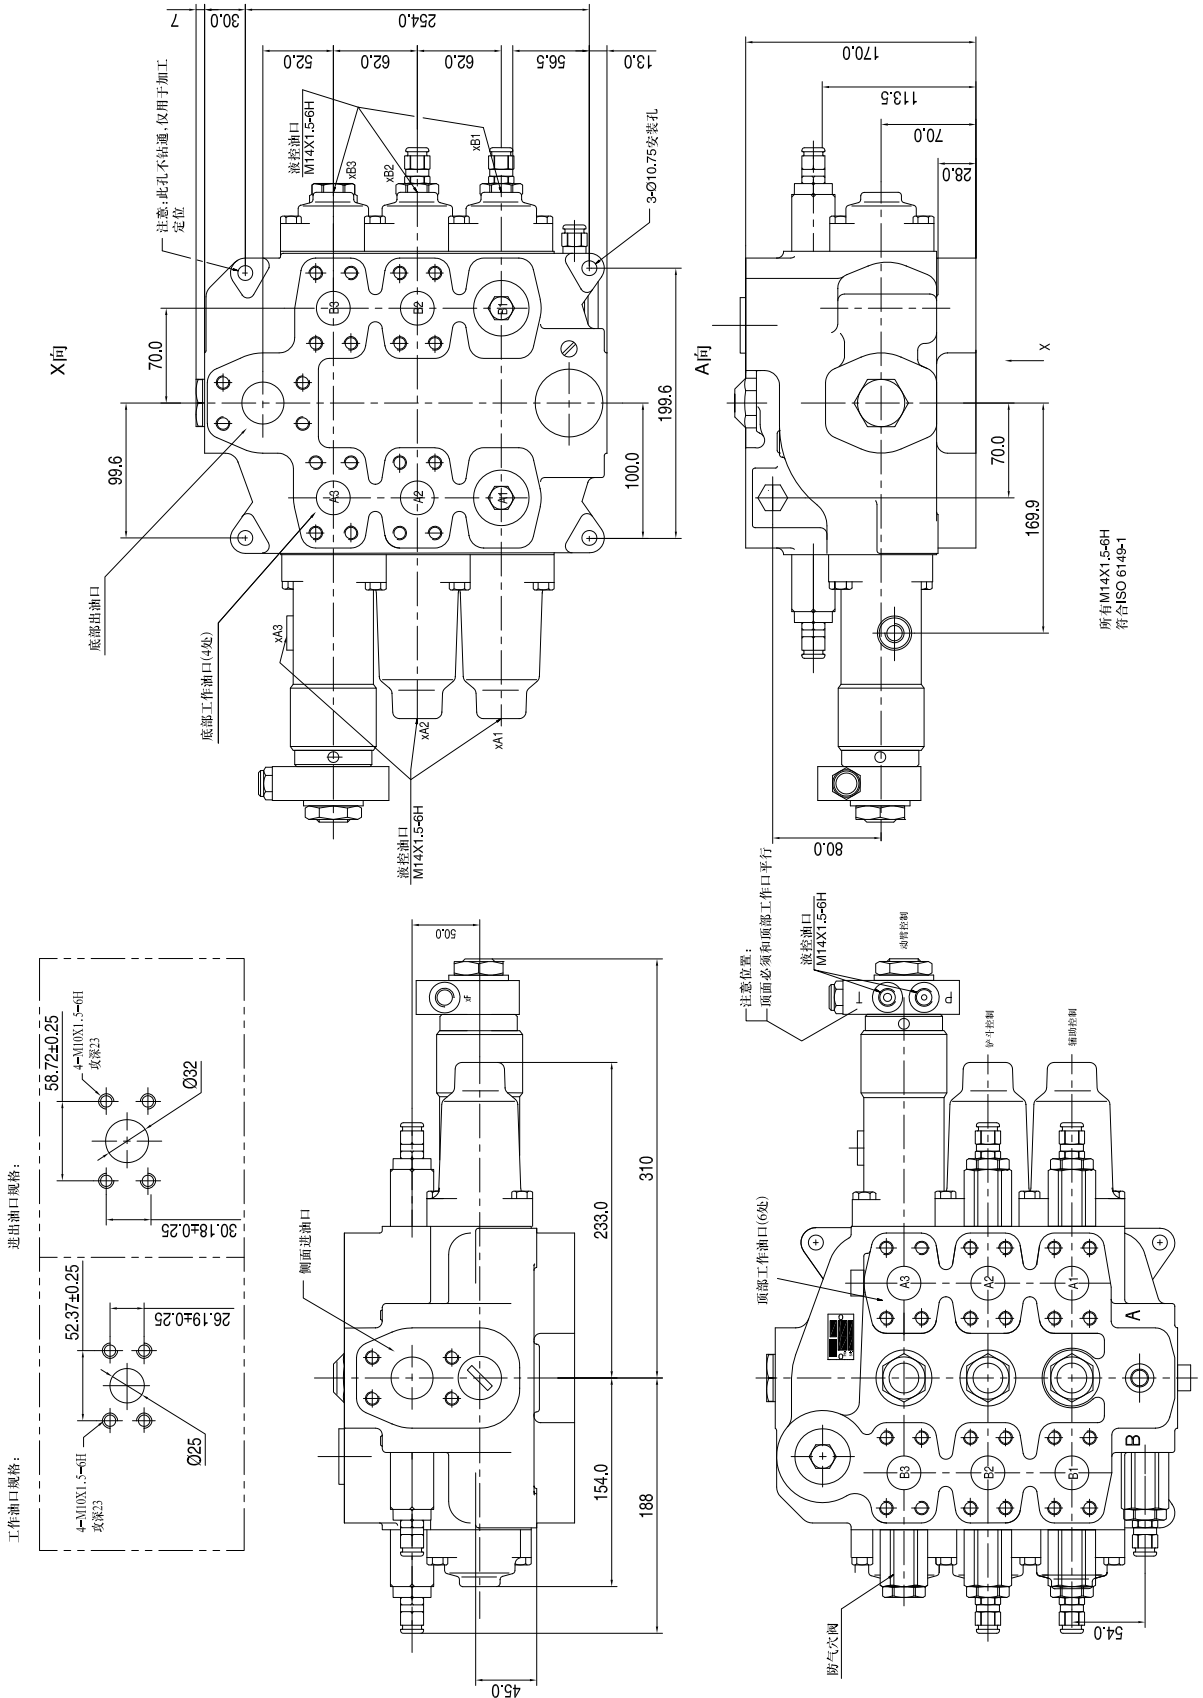 工作油口规格：
进出油口规格：
4-M10X1.5-6H
攻深23
52.37±0.25
26.19±0.25
Ø25
58.72±0.25
4-M10X1.5-6H
攻深23
30.18±0.25
Ø32
X向
7
30.0
254.0
52.0
62.0
62.0
56.5
13.0
注意：此孔不钻通，仅用于加工
定位
液控油口
M14X1.5-6H
xB3
xB2
xB1
3-Ø10.75安装孔
70.0
99.6
199.6
100.0
B3
B2
B1
A3
A2
A1
底部出油口
底部工作油口(4处)
xA3
xA2
xA1
液控油口
M14X1.5-6H
A向
170.0
113.5
70.0
28.0
X
70.0
169.9
80.0
所有M14X1.5-6H
符合ISO 6149-1
50.0
xF
侧面进油口
233.0
310
154.0
188
45.0
注意位置：
顶面必须和顶部工作口平行
液控油口
M14X1.5-6H
T
P
动臂控制
铲斗控制
辅助控制
顶部工作油口(6处)
A3
A2
A1
A
B3
B2
B1
B
防气穴阀
54.0